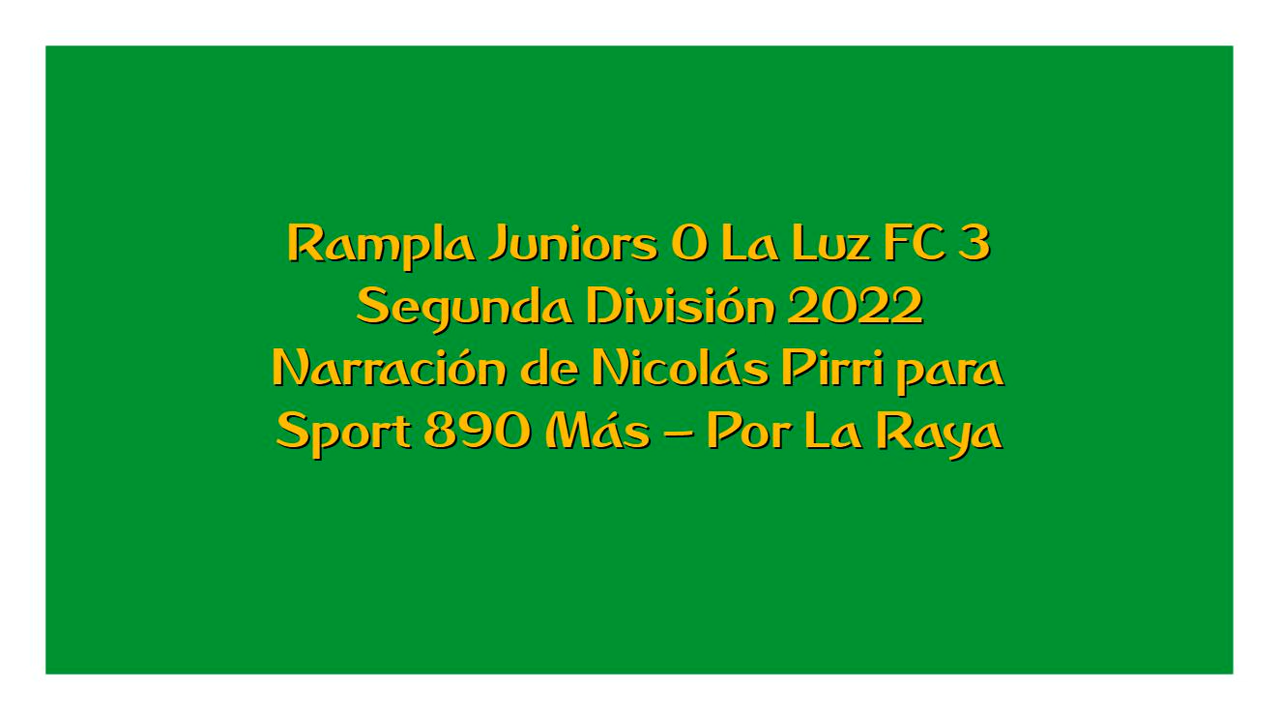 Rampla Juniors 0 La Luz FC 3
Segunda División 2022
Narración de Nicolás Pirri para
Sport 890 Más – Por La Raya